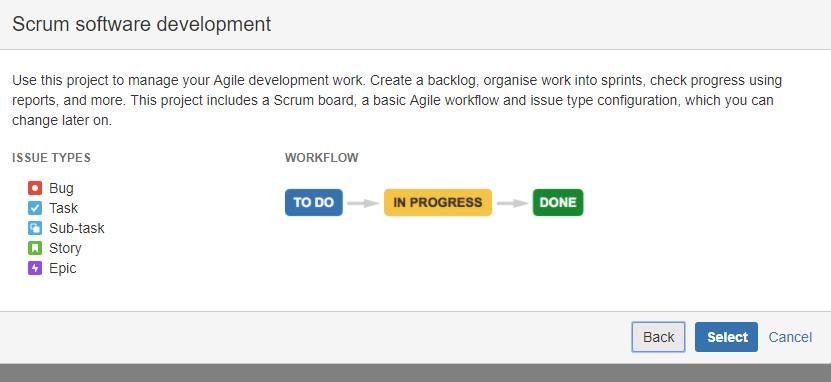 Scrum software development
Use this project to manage your Agile development work. Create a backlog, organise work into sprints, check progress using
reports, and more. This project includes a Scrum board, a basic Agile workflow and issue type configuration, which you can
change later on.
ISSUE TYPES
WORKFLOW
Bug
Task
Sub-task
Story
Epic
TO DO
IN PROGRESS
DONE
Back
Select
Cancel